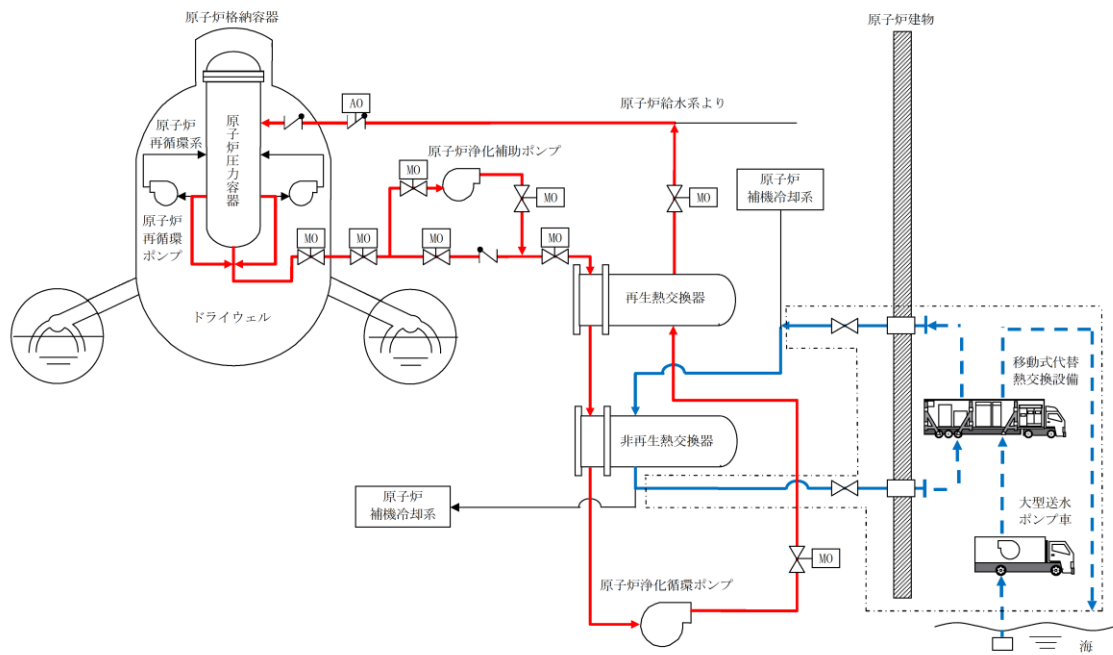 原子炉格納容器
原子炉建物
AO
原子炉給水系より
原子炉
再循環系
原子炉圧力容器
原子炉浄化補助ポンプ
MO
MO
MO
原子炉
補機冷却系
原子炉
再循環
ポンプ
MO
MO
MO
MO
再生熱交換器
ドライウェル
移動式代替
熱交換設備
非再生熱交換器
原子炉
補機冷却系
大型送水
ポンプ車
MO
原子炉浄化循環ポンプ
海